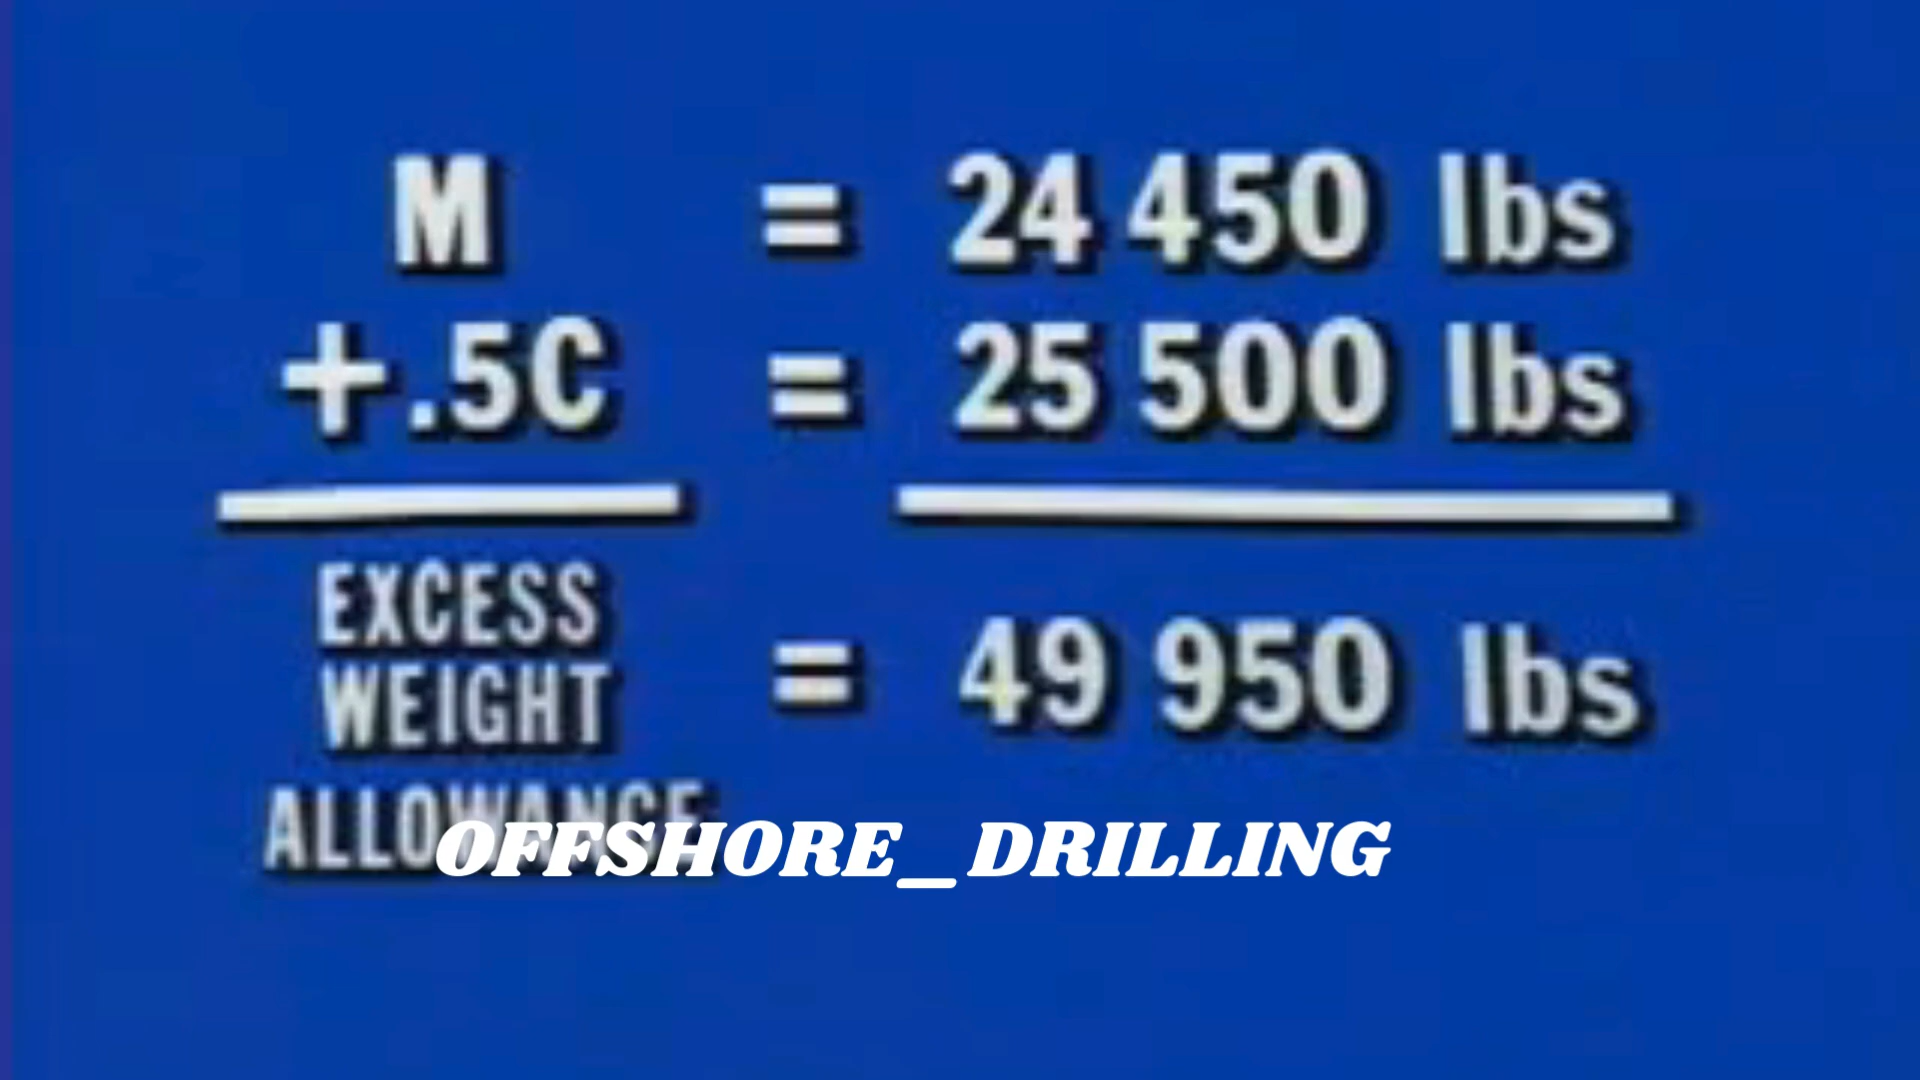 M = 24 450 lbs
+.5C = 25 500 lbs
EXCESS
WEIGHT = 49 950 lbs
ALLOWANCE
OFFSHORE_DRILLING